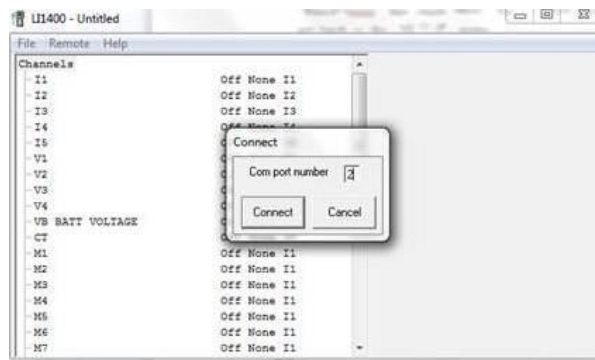 LI1400 - Untitled
File Remote Help
Channels
I1 Off None I1
I2 Off None I2
I3 Off None I3
I4 Off None I4
I5
V1
V2
V3
V4
VB BATT VOLTAGE
CT
M1 Off None I1
M2 Off None I1
M3 Off None I1
M4 Off None I1
M5 Off None I1
M6 Off None I1
M7 Off None I1
Connect
Com port number 2
Connect Cancel